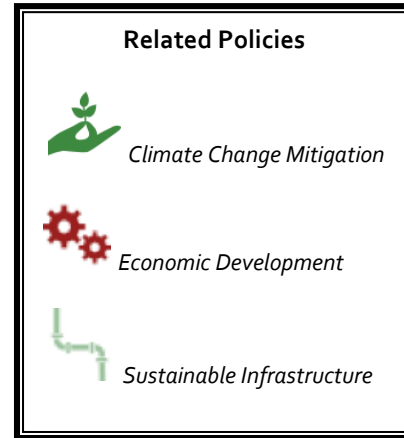 Related Policies
Climate Change Mitigation
Economic Development
Sustainable Infrastructure